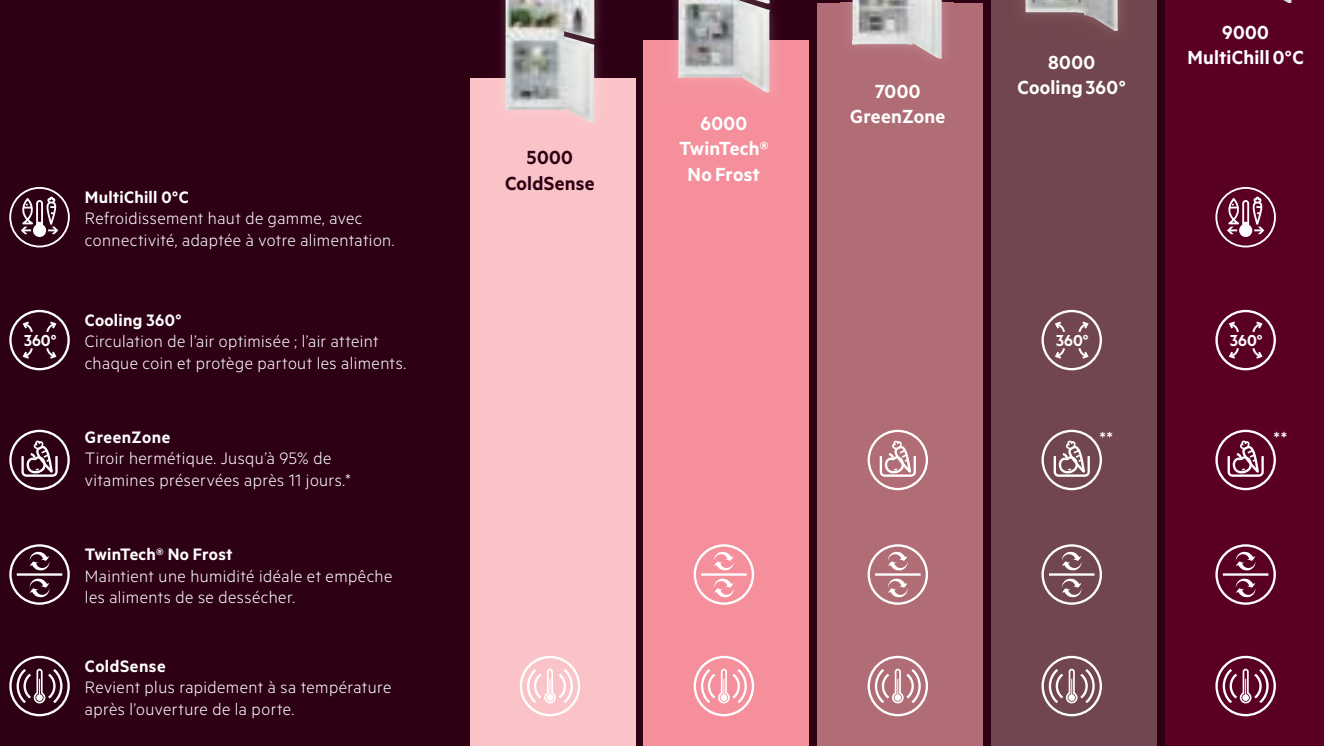 9000
MultiChill 0°C
8000
Cooling 360°
7000
GreenZone
6000
TwinTech®
No Frost
5000
ColdSense
MultiChill 0°C
Refroidissement haut de gamme, avec
connectivité, adaptée à votre alimentation.
Cooling 360°
Circulation de l'air optimisée ; l'air atteint
chaque coin et protège partout les aliments.
360°
360°
360°
GreenZone
Tiroir hermétique. Jusqu'à 95% de
vitamines préservées après 11 jours.*
**
**
TwinTech® No Frost
Maintient une humidité idéale et empêche
les aliments de se dessécher.
ColdSense
Revient plus rapidement à sa température
après l'ouverture de la porte.